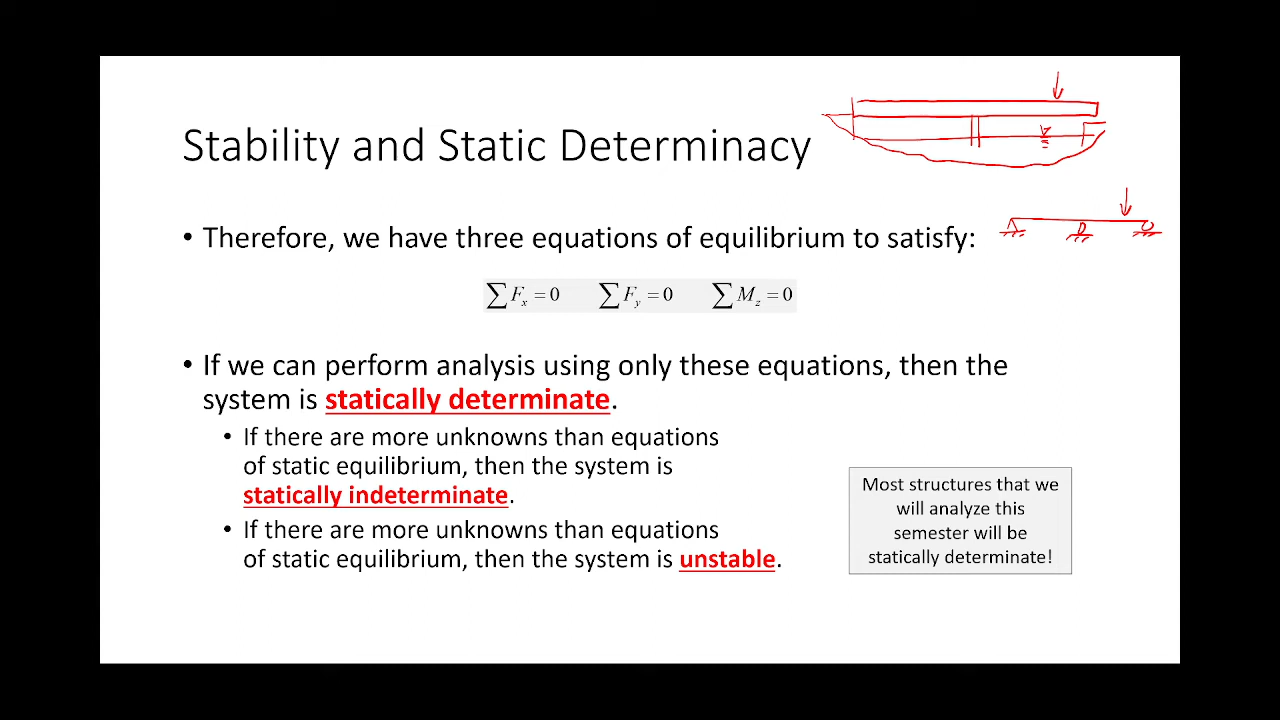 Stability and Static Determinacy
• Therefore, we have three equations of equilibrium to satisfy:
∑ Fx = 0 ∑ Fy = 0 ∑ Mz = 0
• If we can perform analysis using only these equations, then the
system is statically determinate.
• If there are more unknowns than equations
of static equilibrium, then the system is
statically indeterminate.
• If there are more unknowns than equations
of static equilibrium, then the system is unstable.
Most structures that we
will analyze this
semester will be
statically determinate!